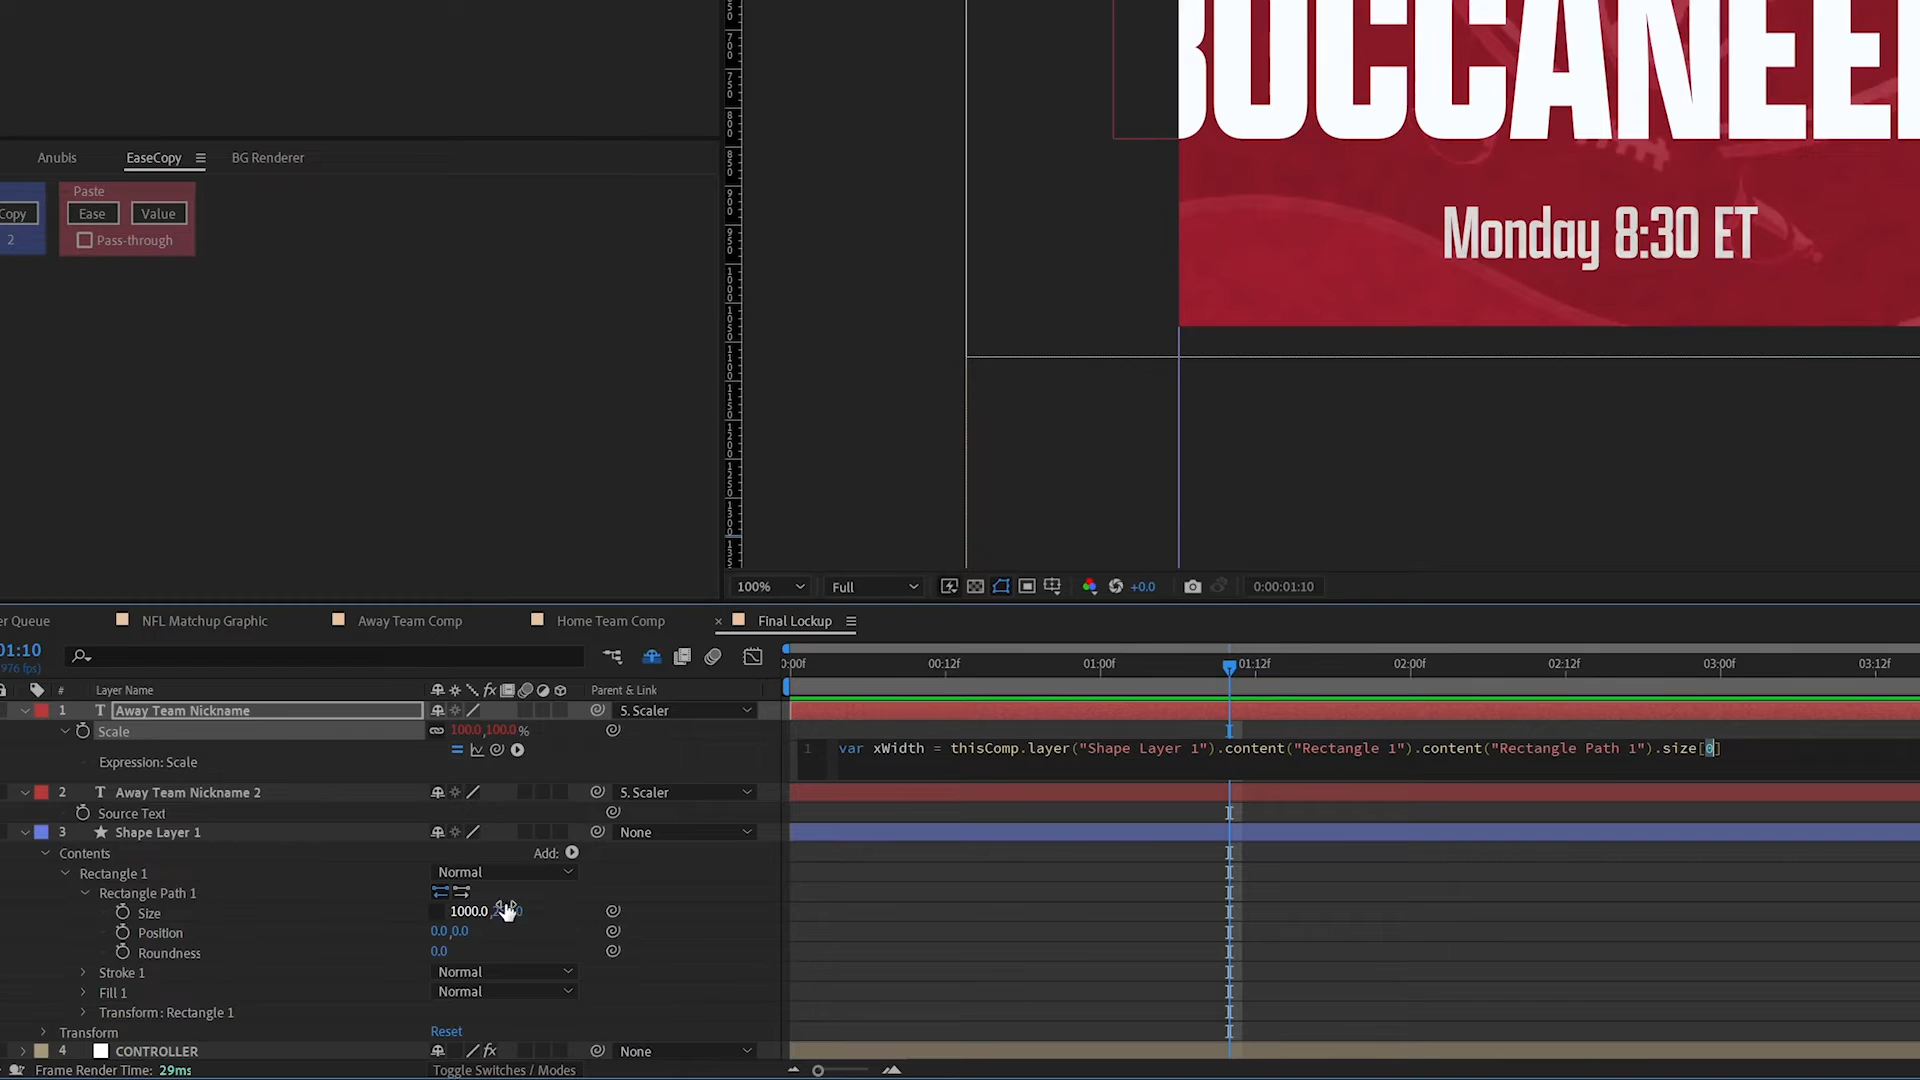 BUCCANEE
Anubis
EaseCopy
BG Renderer
Copy
2
Paste
Ease
Value
Pass-through
Monday 8:30 ET
100%
Full
+0.0
0:00:01:10
er Queue
NFL Matchup Graphic
Away Team Comp
Home Team Comp
× Final Lockup
01:10
976 fps)
0:00f
00:12f
01:00f
01:12f
02:00f
02:12f
03:00f
03:12f
# Layer Name
fx
Parent & Link
1 T Away Team Nickname
5. Scaler
Scale
100.0,100.0%
1 var xWidth = thisComp.layer("Shape Layer 1").content("Rectangle 1").content("Rectangle Path 1").size[0]
Expression: Scale
2 T Away Team Nickname 2
5. Scaler
Source Text
3 Shape Layer 1
None
Contents
Add:
Rectangle 1
Normal
Rectangle Path 1
Size
1000.0
Position
0.0,0.0
Roundness
0.0
Stroke 1
Normal
Fill 1
Normal
Transform: Rectangle 1
Transform
Reset
4 CONTROLLER
fx
None
Frame Render Time: 29ms
Toggle Switches / Modes